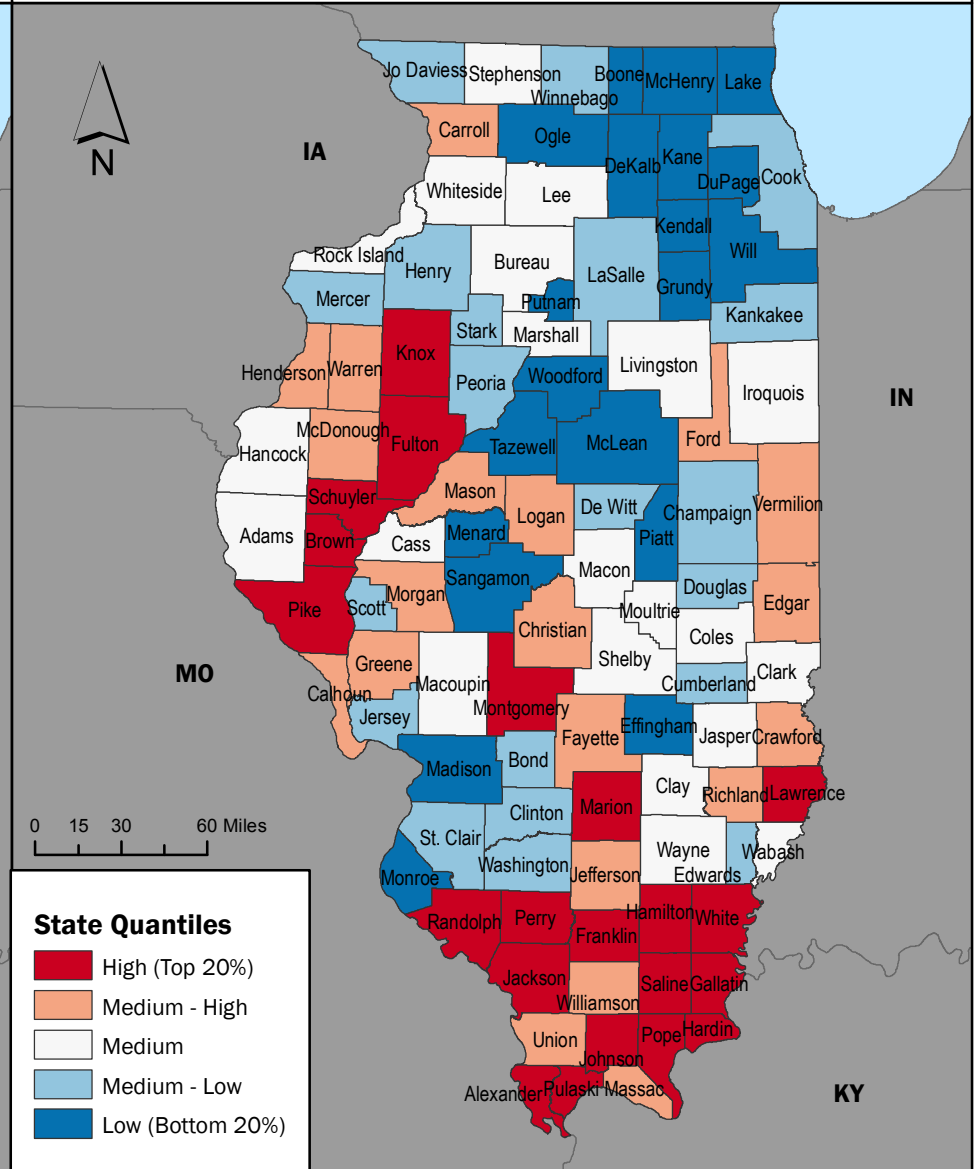 Jo Daviess
Stephenson
Winnebago
Boone
McHenry
Lake
Carroll
Ogle
DeKalb
Kane
DuPage
Cook
N
IA
Whiteside
Lee
Kendall
Will
Rock Island
Henry
Bureau
LaSalle
Grundy
Mercer
Putnam
Kankakee
Stark
Marshall
Knox
Livingston
Henderson
Warren
Peoria
Woodford
Iroquois
IN
McDonough
Fulton
Tazewell
McLean
Ford
Hancock
Schuyler
Mason
Logan
De Witt
Champaign
Vermilion
Adams
Brown
Cass
Menard
Piatt
Macon
Sangamon
Douglas
Pike
Scott
Morgan
Moultrie
Edgar
Christian
Coles
MO
Greene
Shelby
Clark
Calhoun
Macoupin
Cumberland
Jersey
Montgomery
Effingham
Fayette
Jasper
Crawford
Madison
Bond
Clay
Richland
Lawrence
Marion
Clinton
0 15 30 60 Miles
St. Clair
Washington
Wayne
Wabash
Edwards
Monroe
Jefferson
Randolph
Perry
Hamilton
White
Franklin
Jackson
Saline
Gallatin
Williamson
Union
Johnson
Pope
Hardin
Alexander
Pulaski
Massac
KY
State Quantiles
High (Top 20%)
Medium - High
Medium
Medium - Low
Low (Bottom 20%)